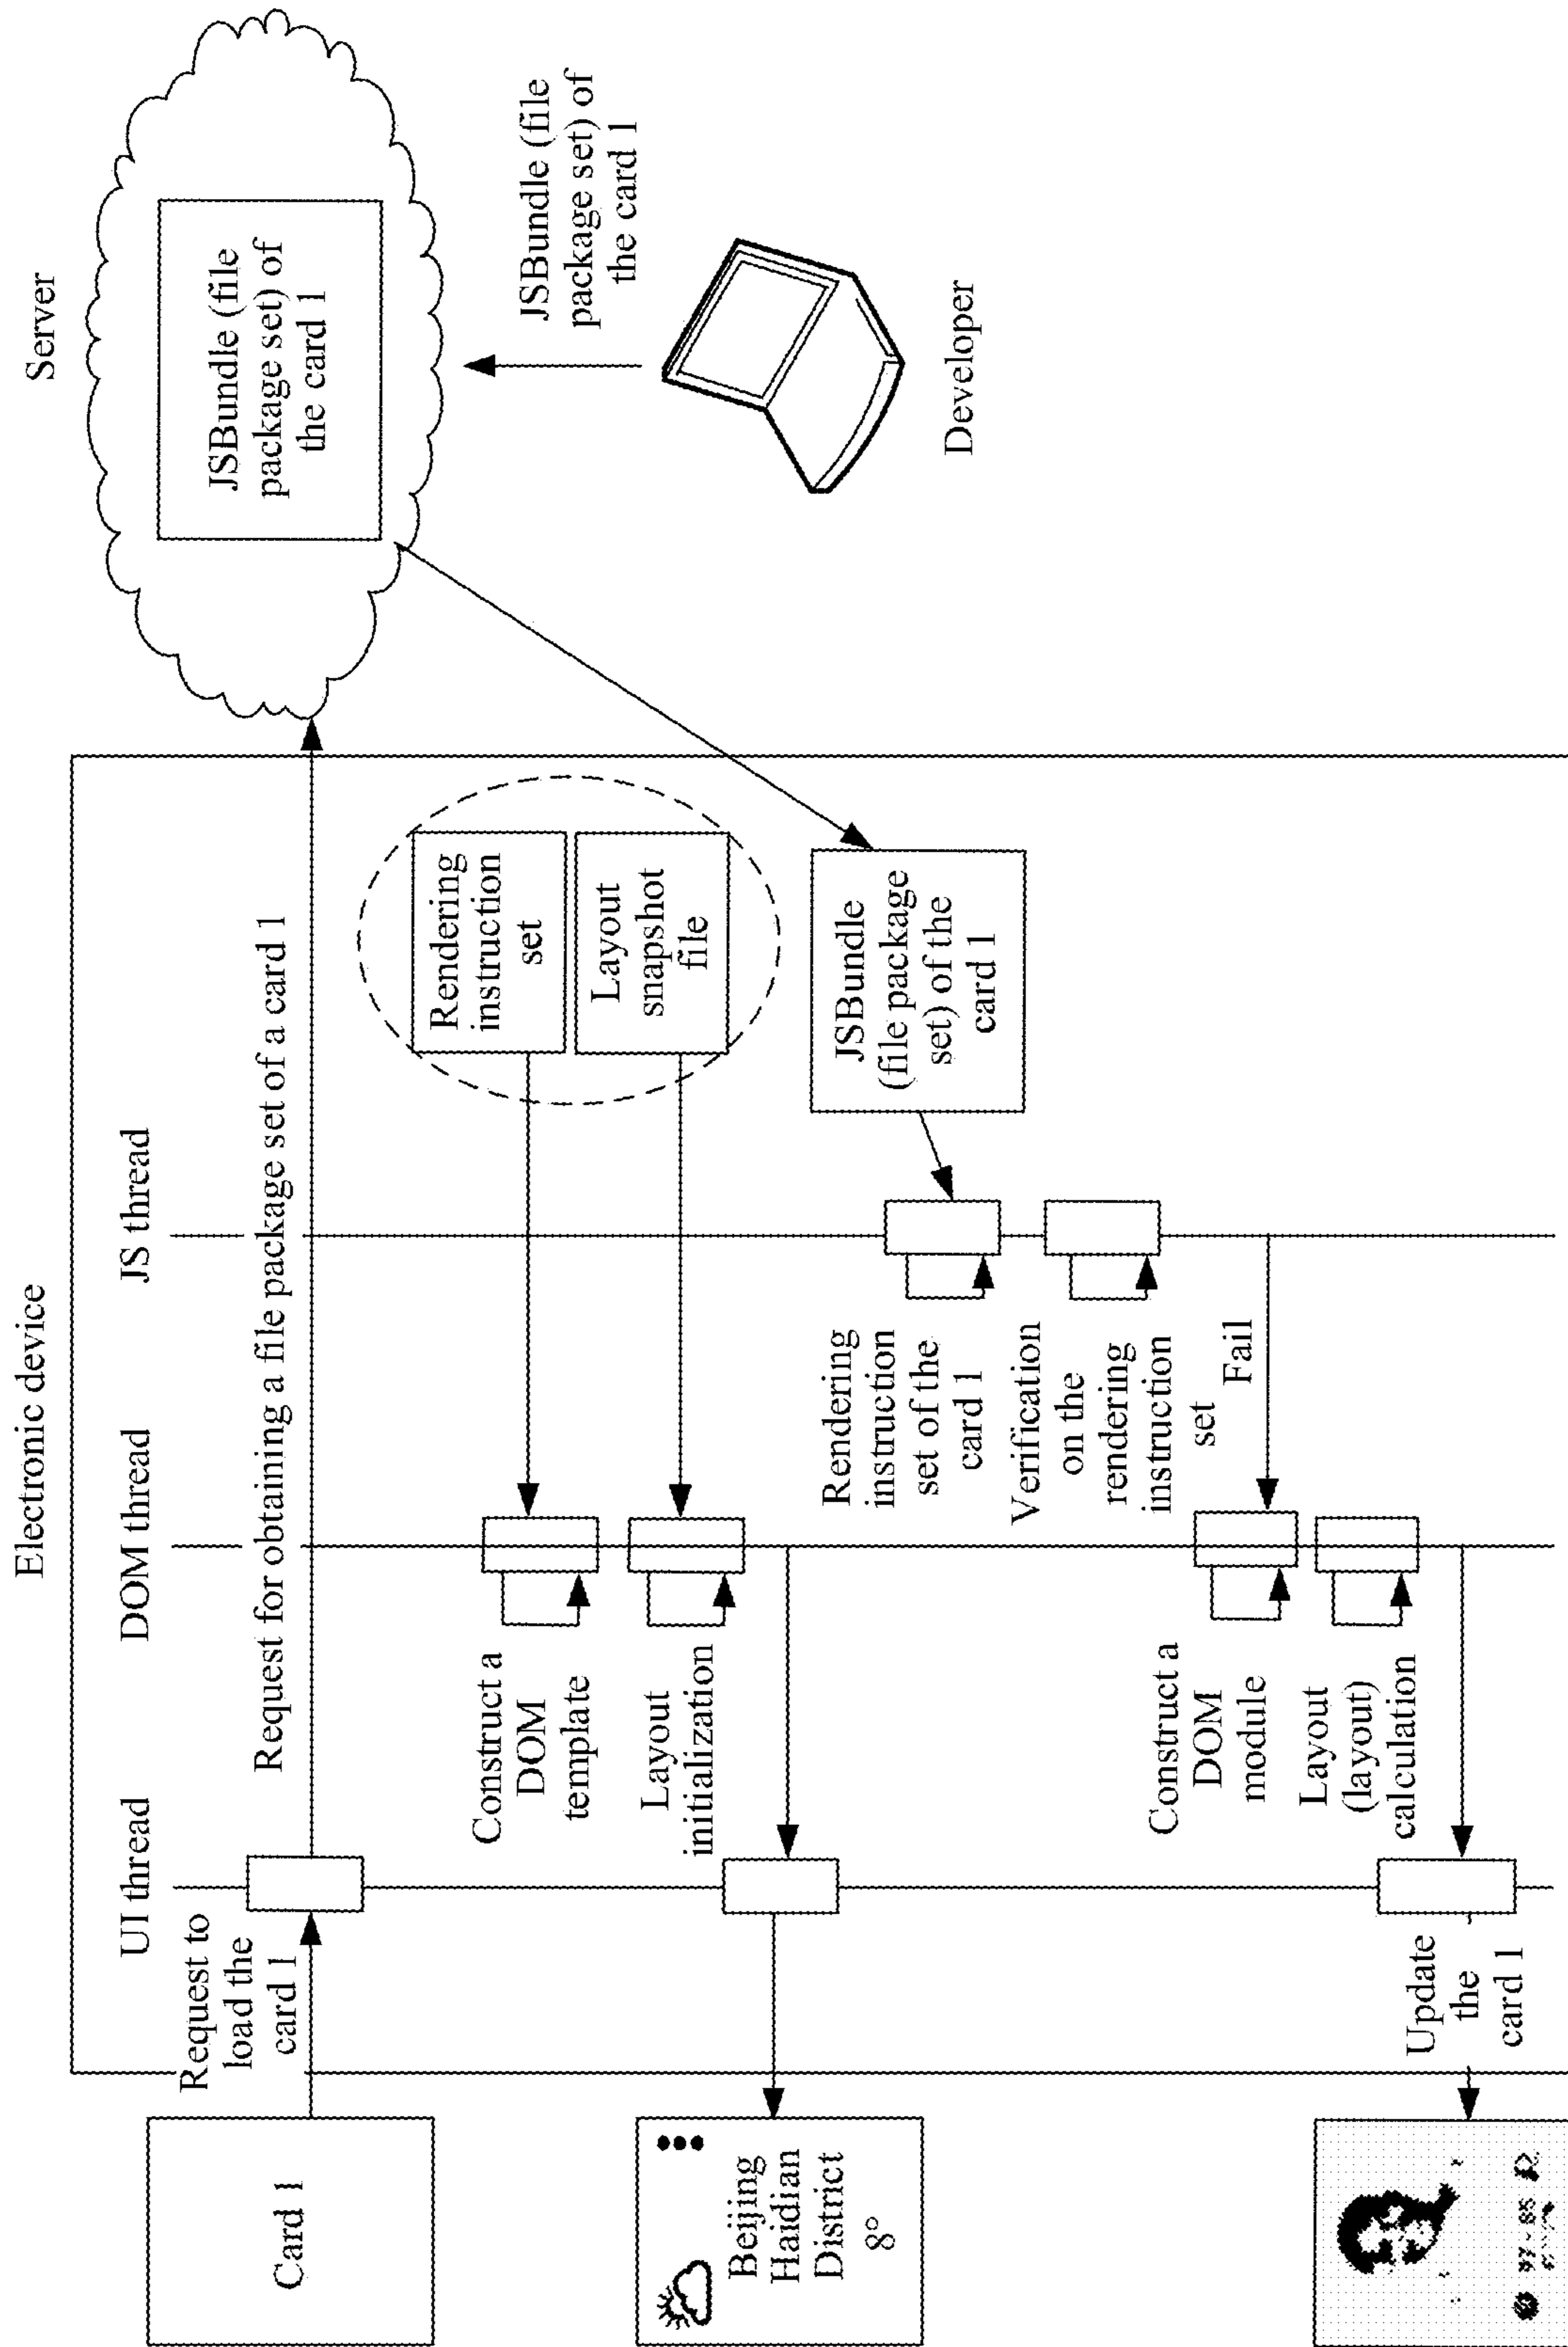 Electronic device
Server
UI thread
DOM thread
JS thread
JSBundle (file
package set) of
the card 1
Card 1
Request to
load the
card 1
Request for obtaining a file package set of a card 1
JSBundle (file
package set) of
the card 1
Developer
Rendering
instruction
set
Layout
snapshot
file
Construct a
DOM
template
Layout
initialization
Beijing
Haidian
District
8°
JSBundle
(file package
set) of the
card 1
Rendering
instruction
set of the
card 1
Verification
on the
rendering
instruction
set
Fail
Construct a
DOM
module
Layout
(layout)
calculation
Update
the
card 1